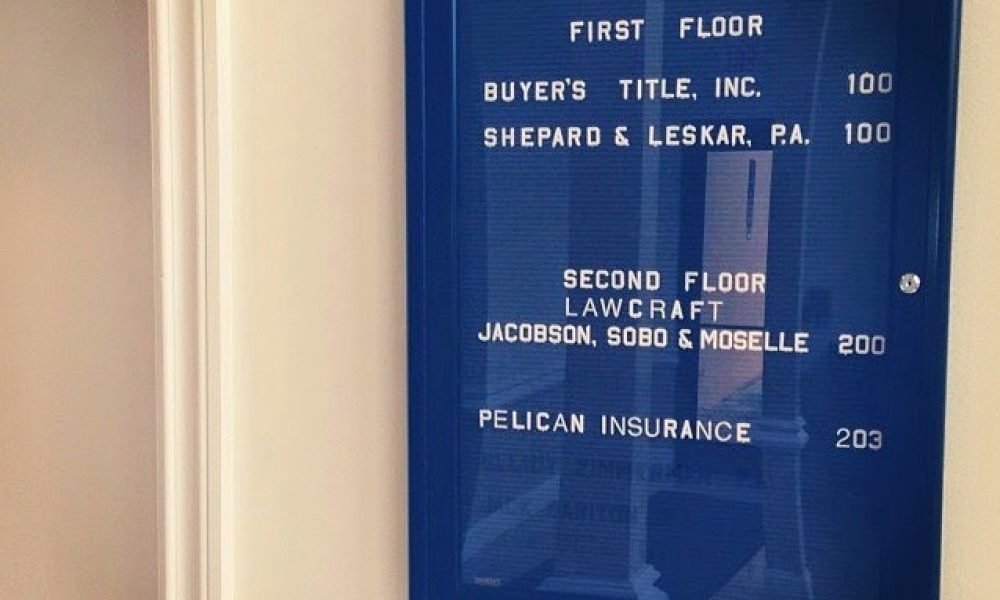 FIRST FLOOR
BUYER'S TITLE, INC. 100
SHEPARD & LESKAR, P.A. 100
SECOND FLOOR
LAWCRAFT
JACOBSON, SOBO & MOSELLE 200
PELICAN INSURANCE 203